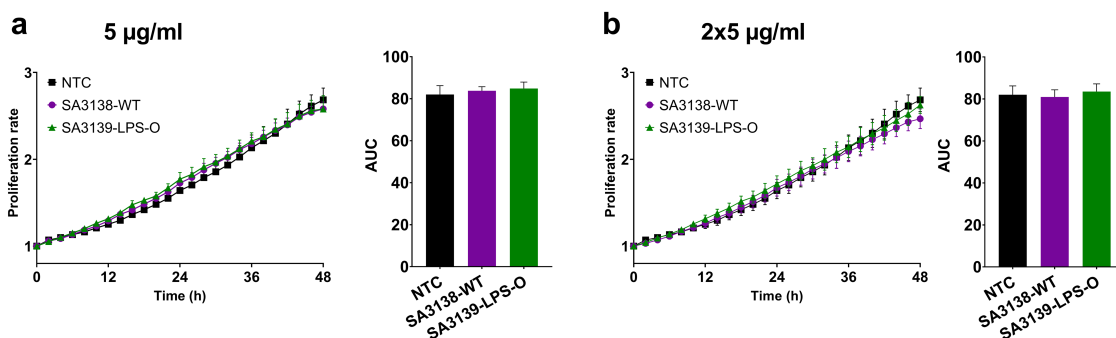 a
5 µg/ml
Proliferation rate
3
2
1
NTC
SA3138-WT
SA3139-LPS-O
0
12
24
36
48
Time (h)
AUC
100
80
60
40
20
0
NTC
SA3138-WT
SA3139-LPS-O
b
2x5 µg/ml
Proliferation rate
3
2
1
NTC
SA3138-WT
SA3139-LPS-O
0
12
24
36
48
Time (h)
AUC
100
80
60
40
20
0
NTC
SA3138-WT
SA3139-LPS-O